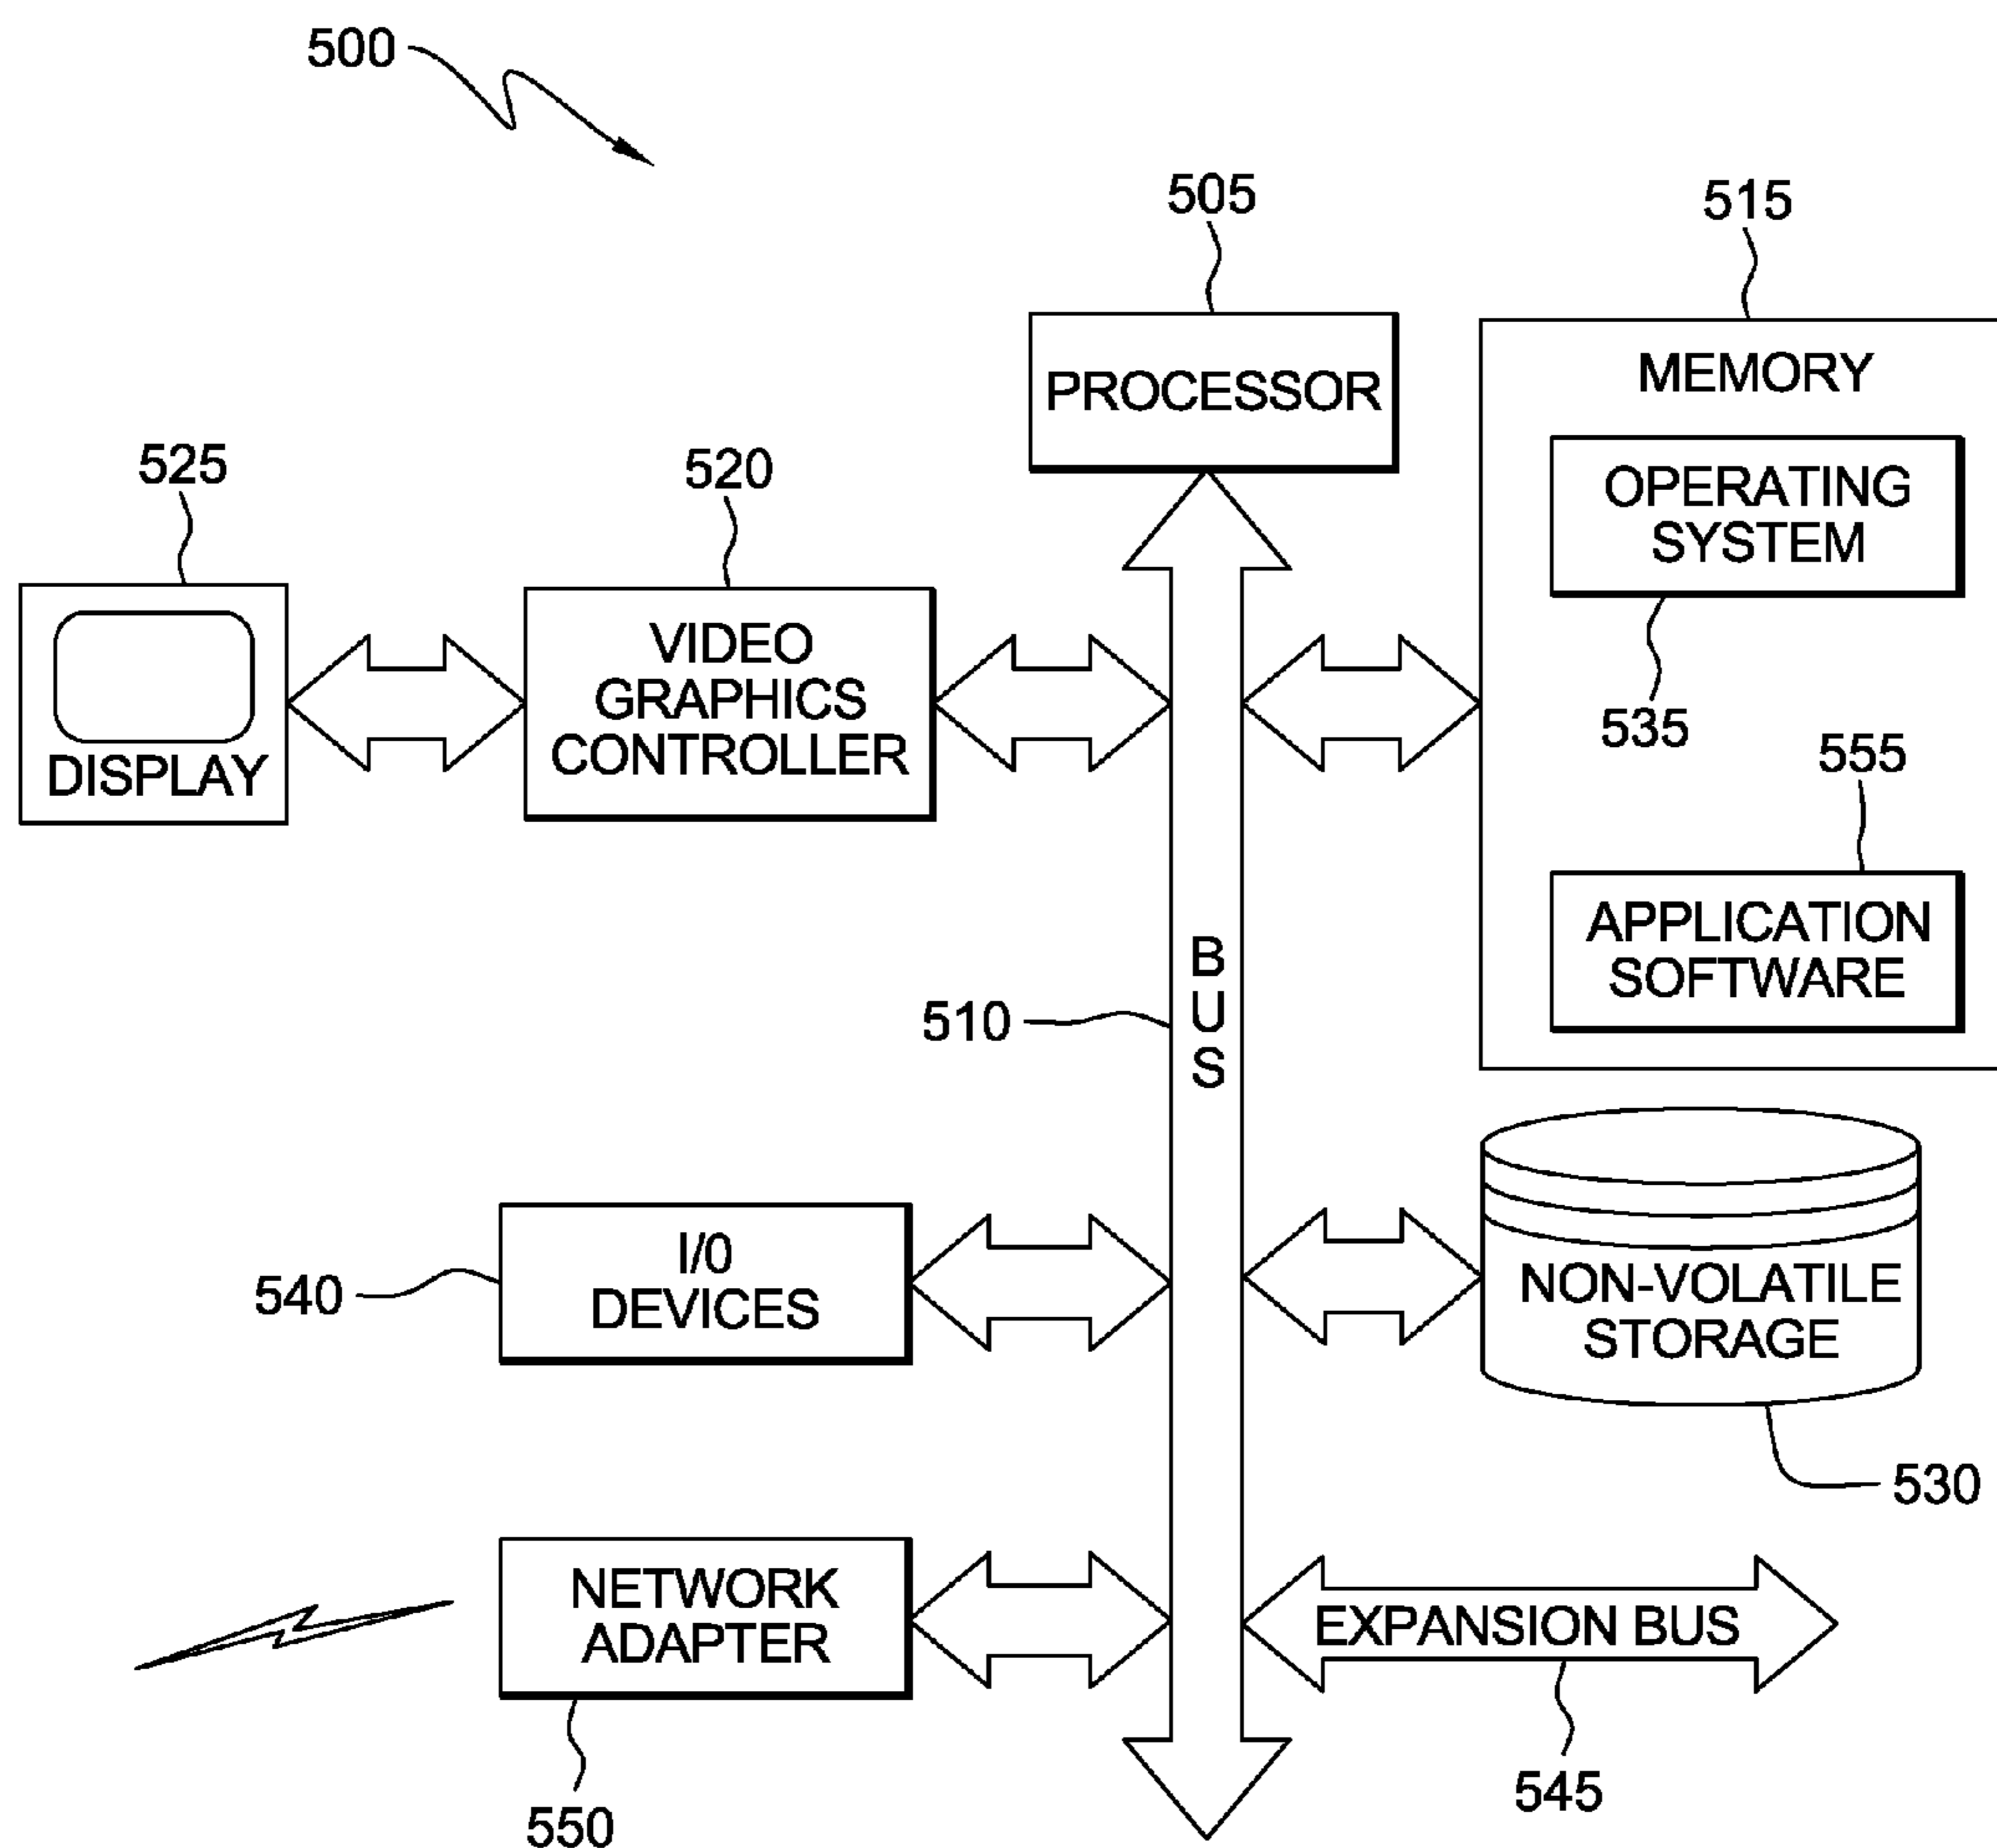 500
505
515
PROCESSOR
MEMORY
525
520
OPERATING
SYSTEM
VIDEO
GRAPHICS
CONTROLLER
DISPLAY
535
555
APPLICATION
SOFTWARE
BUS
510
I/0
DEVICES
540
NON-VOLATILE
STORAGE
530
NETWORK
ADAPTER
EXPANSION BUS
550
545